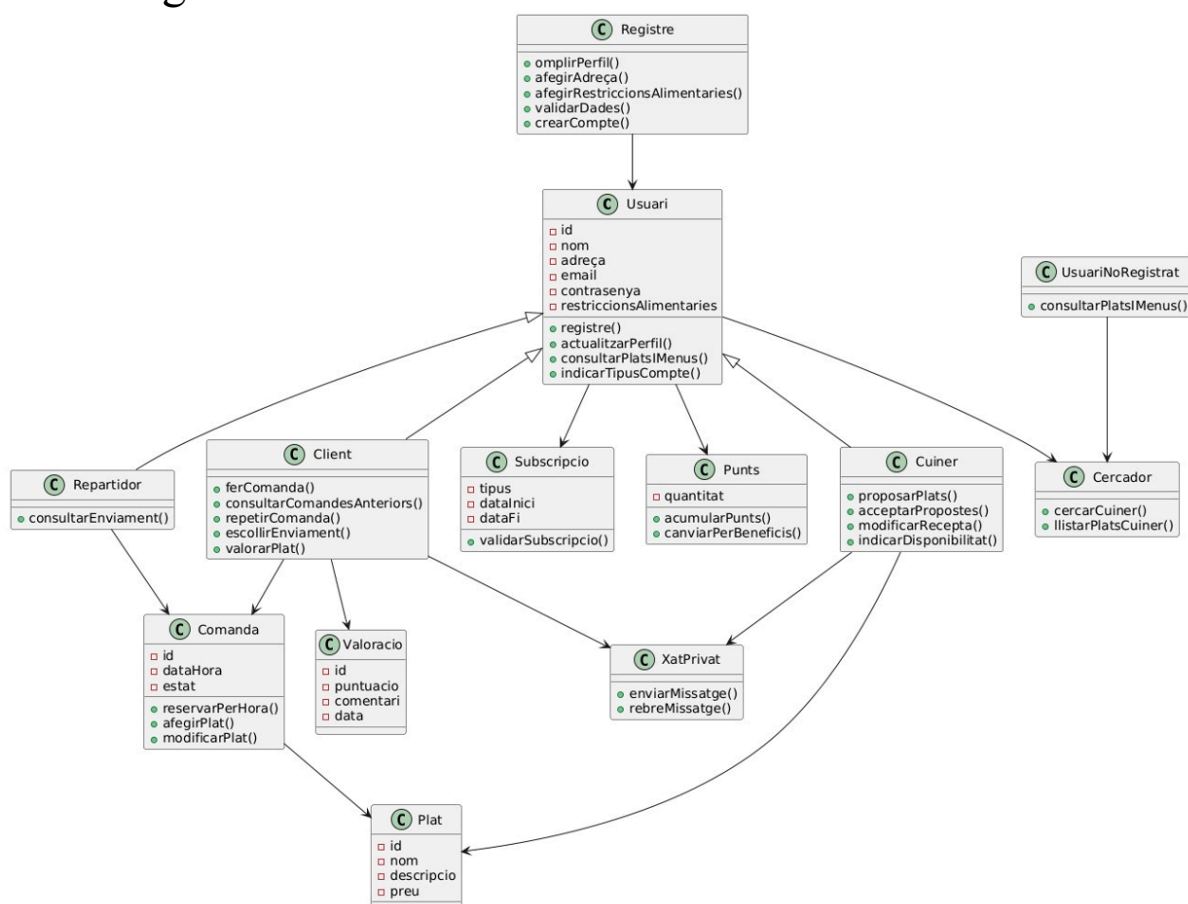 C Registre
omplirPerfil()
afegirAdreça()
afegirRestriccionsAlimentaries()
validarDades()
crearCompte()
C Usuari
id
nom
adreça
email
contrasenya
restriccionsAlimentaries
registre()
actualitzarPerfil()
consultarPlatsIMenus()
indicarTipusCompte()
C UsuariNoRegistrat
consultarPlatsIMenus()
C Repartidor
consultarEnviament()
C Client
ferComanda()
consultarComandesAnteriors()
repetirComanda()
escollirEnviament()
valorarPlat()
C Subscripcio
tipus
dataInici
dataFi
validarSubscripcio()
C Punts
quantitat
acumularPunts()
canviarPerBeneficis()
C Cuiner
proposarPlats()
acceptarPropostes()
modificarRecepta()
indicarDisponibilitat()
C Cercador
cercarCuiner()
llistarPlatsCuiner()
C Comanda
id
dataHora
estat
reservarPerHora()
afegirPlat()
modificarPlat()
C Valoracio
id
puntuacio
comentari
data
C XatPrivat
enviarMissatge()
rebreMissatge()
C Plat
id
nom
descripcio
preu